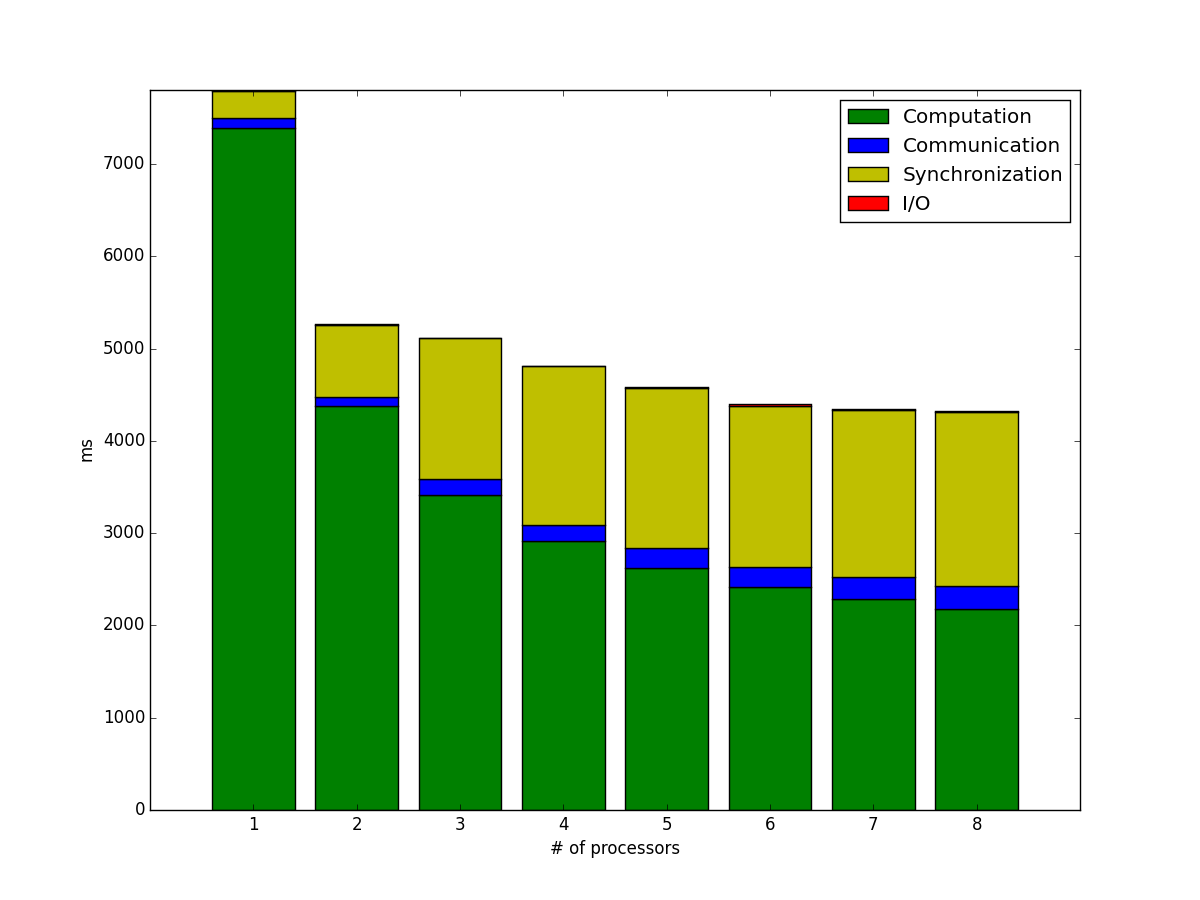 Computation
Communication
Synchronization
I/O
7000
6000
5000
4000
3000
2000
1000
0
ms
1 2 3 4 5 6 7 8
# of processors